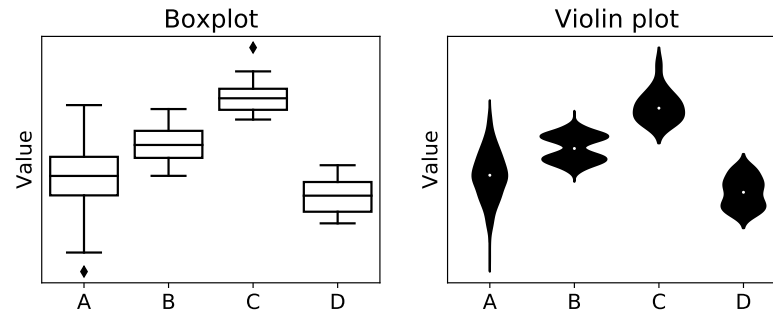 Boxplot
Value
A B C D
Violin plot
Value
A B C D